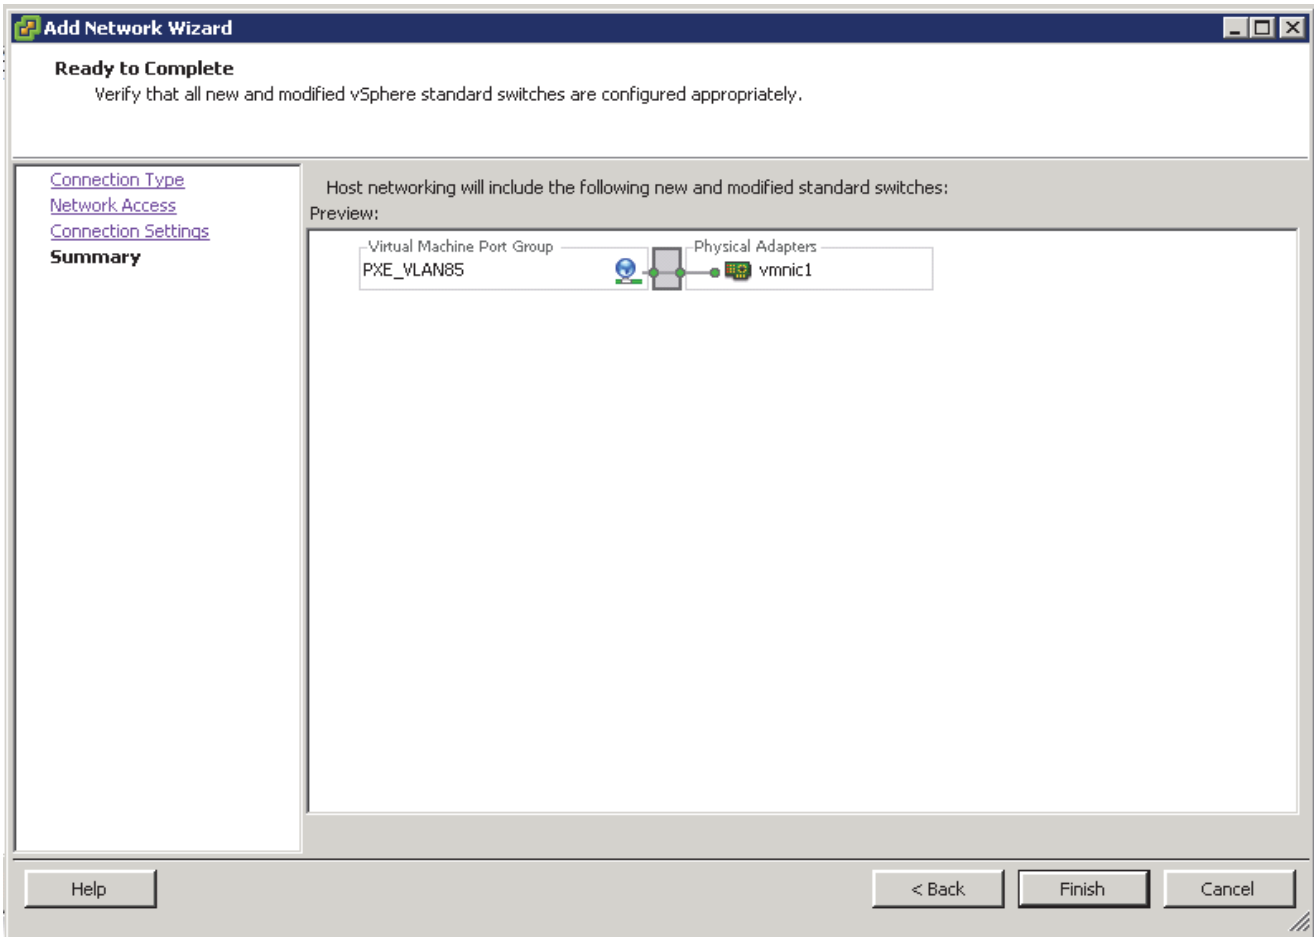 Add Network Wizard
Ready to Complete
Verify that all new and modified vSphere standard switches are configured appropriately.
Connection Type
Network Access
Connection Settings
Summary
Host networking will include the following new and modified standard switches:
Preview:
Virtual Machine Port Group
PXE_VLAN85
Physical Adapters
vmnic1
Help
< Back
Finish
Cancel